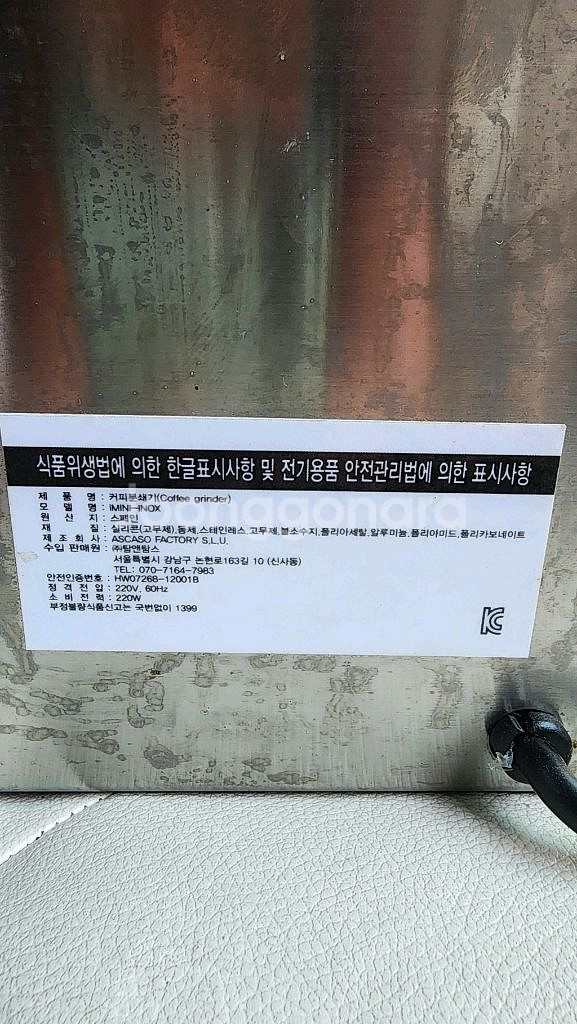 식품위생법에 의한 한글표시사항 및 전기용품 안전관리법에 의한 표시사항
제 품 명 : 커피분쇄기(Coffee grinder)
모 델 명 : IMINI-INOX
원 산 지 : 스페인
재 질 : 실리콘(고무제),동제,스테인레스,고무제,불소수지,폴리아세탈,알루미늄,폴리아미드,폴리카보네이트
제 조 회 사 : ASCASO FACTORY S.L.U.
수입 판매원 : ㈜탐앤탐스
서울특별시 강남구 논현로163길 10 (신사동)
TEL: 070-7164-7983
안전인증번호 : HW07268-12001B
정 격 전 압 : 220V, 60Hz
소 비 전 력 : 220W
부정불량식품신고는 국번없이 1399
bonggaonara